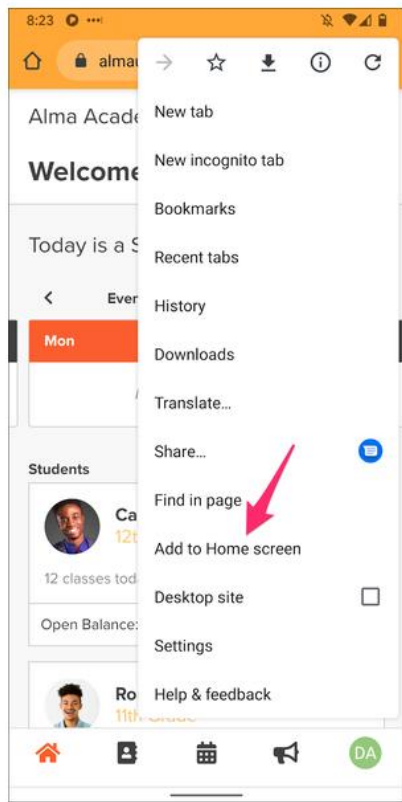 8:23
alma
Alma Acade
Welcome
Today is a S
Ever
Mon
Students
Ca
12t
12 classes tod
Open Balance:
Ro
11th Grade
New tab
New incognito tab
Bookmarks
Recent tabs
History
Downloads
Translate...
Share...
Find in page
Add to Home screen
Desktop site
Settings
Help & feedback
DA